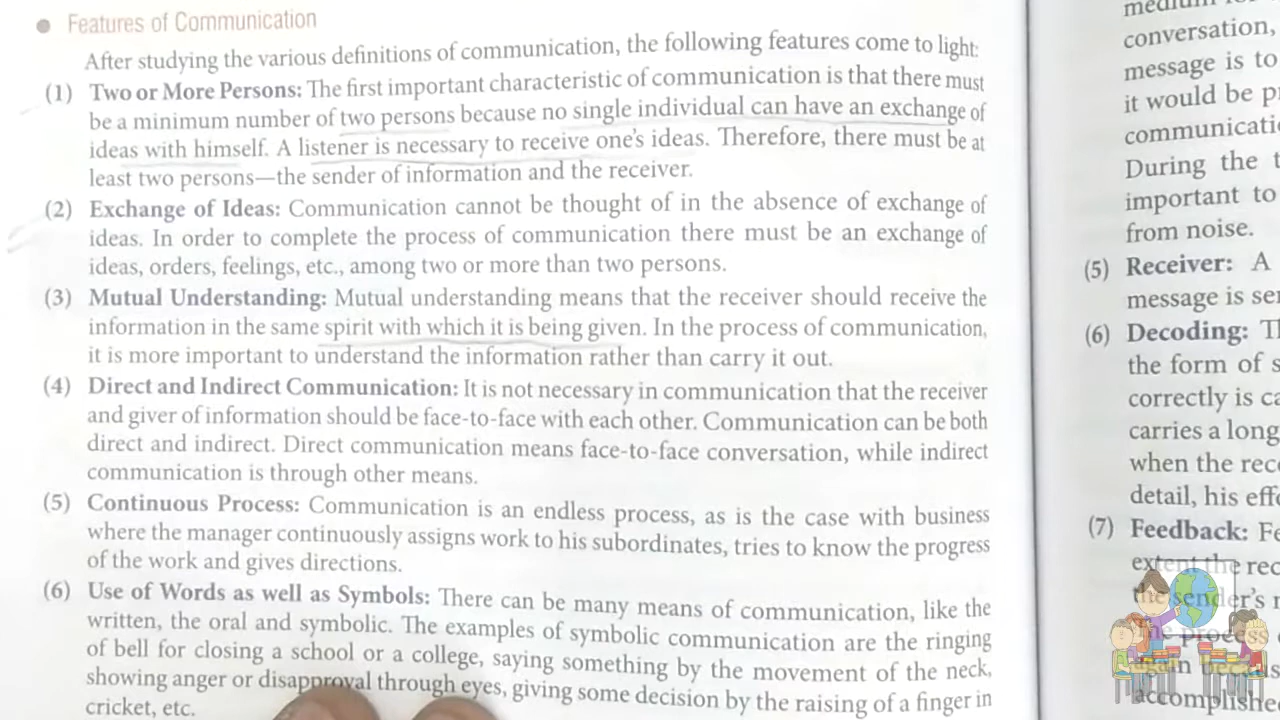 ● Features of Communication
After studying the various definitions of communication, the following features come to light:
(1) Two or More Persons: The first important characteristic of communication is that there must
be a minimum number of two persons because no single individual can have an exchange of
ideas with himself. A listener is necessary to receive one's ideas. Therefore, there must be at
least two persons—the sender of information and the receiver.
(2) Exchange of Ideas: Communication cannot be thought of in the absence of exchange of
ideas. In order to complete the process of communication there must be an exchange of
ideas, orders, feelings, etc., among two or more than two persons.
(3) Mutual Understanding: Mutual understanding means that the receiver should receive the
information in the same spirit with which it is being given. In the process of communication,
it is more important to understand the information rather than carry it out.
(4) Direct and Indirect Communication: It is not necessary in communication that the receiver
and giver of information should be face-to-face with each other. Communication can be both
direct and indirect. Direct communication means face-to-face conversation, while indirect
communication is through other means.
(5) Continuous Process: Communication is an endless process, as is the case with business
where the manager continuously assigns work to his subordinates, tries to know the progress
of the work and gives directions.
(6) Use of Words as well as Symbols: There can be many means of communication, like the
written, the oral and symbolic. The examples of symbolic communication are the ringing
of bell for closing a school or a college, saying something by the movement of the neck,
showing anger or disapproval through eyes, giving some decision by the raising of a finger in
cricket, etc.
conversation,
message is to
it would be
During the
important to
from noise.
(5) Receiver: A
message is
(6) Decoding:
the form of
correctly is
carries a long
when the
detail, his
(7) Feedback:
extent the
the sender's
The process